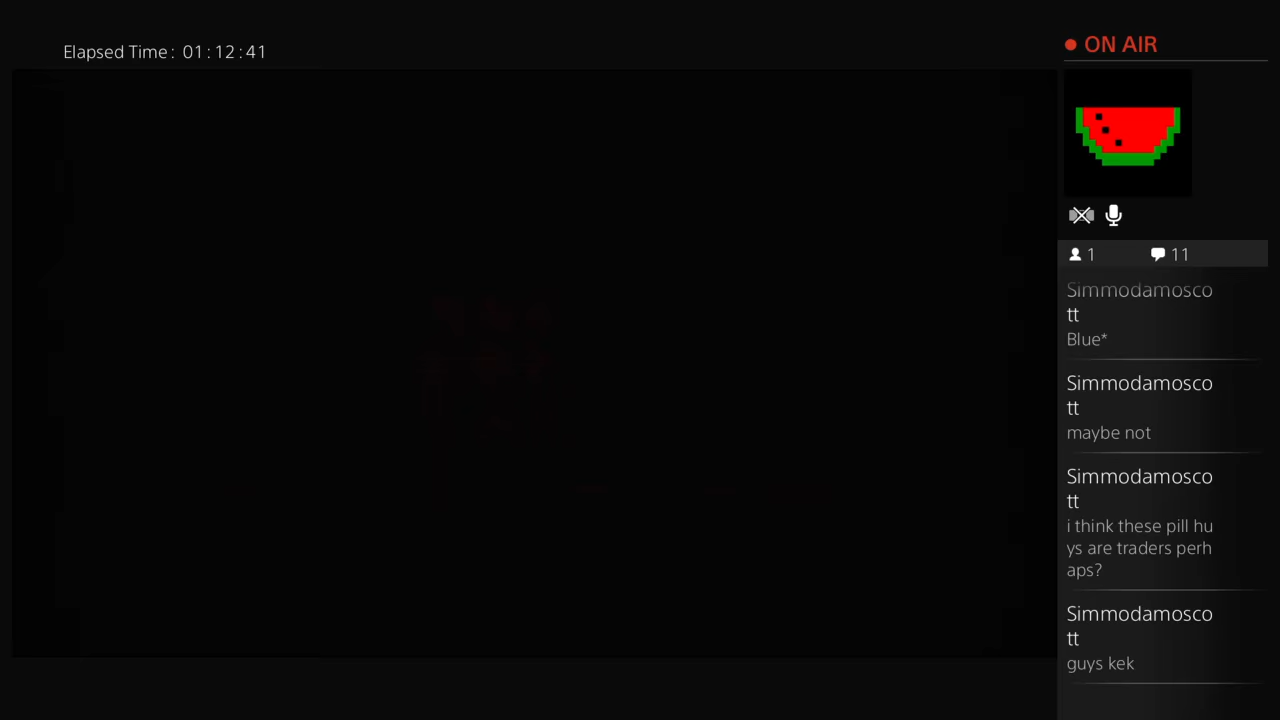 Elapsed Time: 01:12:41
ON AIR
1 11
Simmodamosco
tt
Blue*
Simmodamosco
tt
maybe not
Simmodamosco
tt
i think these pill hu
ys are traders perh
aps?
Simmodamosco
tt
guys kek